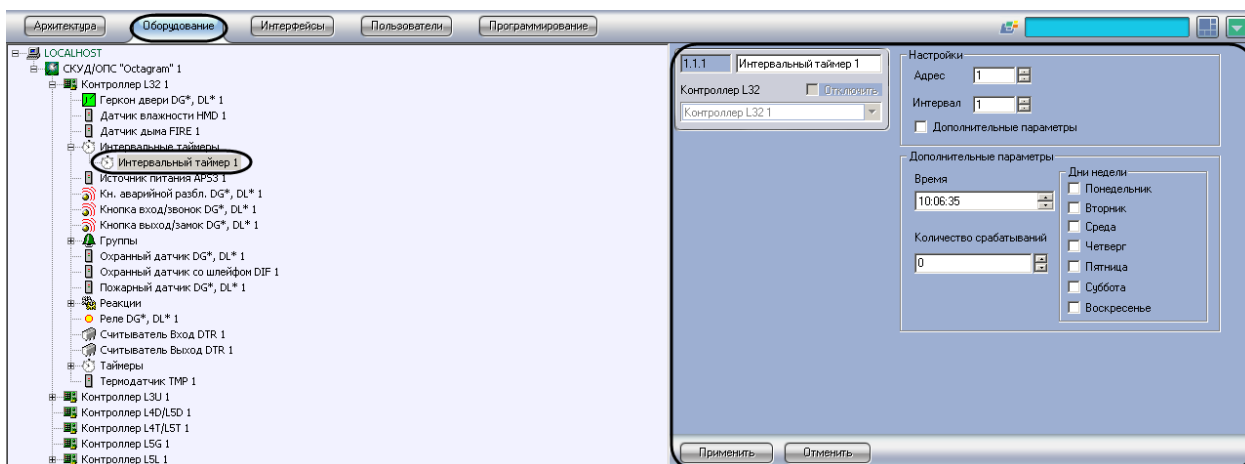 Архитектура Оборудование Интерфейсы Пользователи Программирование
LOCALHOST
СКУД/ОПС "Octagram" 1
Контроллер L32 1
Геркон двери DG*, DL* 1
Датчик влажности HMD 1
Датчик дыма FIRE 1
Интервальные таймеры
Интервальный таймер 1
Источник питания APS3 1
Кн. аварийной разбл. DG*, DL* 1
Кнопка вход/звонок DG*, DL* 1
Кнопка выход/замок DG*, DL* 1
Группы
Охранный датчик DG*, DL* 1
Охранный датчик со шлейфом DIF 1
Пожарный датчик DG*, DL* 1
Реакции
Реле DG*, DL* 1
Считыватель Вход DTR 1
Считыватель Выход DTR 1
Таймеры
Термодатчик TMP 1
Контроллер L3U 1
Контроллер L4D/L5D 1
Контроллер L4T/L5T 1
Контроллер L5G 1
Контроллер L5L 1
1.1.1 Интервальный таймер 1
Контроллер L32 Отключить
Контроллер L32 1
Настройки
Адрес 1
Интервал 1
Дополнительные параметры
Дополнительные параметры
Время
10:06:35
Количество срабатываний
0
Дни недели
Понедельник
Вторник
Среда
Четверг
Пятница
Суббота
Воскресенье
Применить Отменить